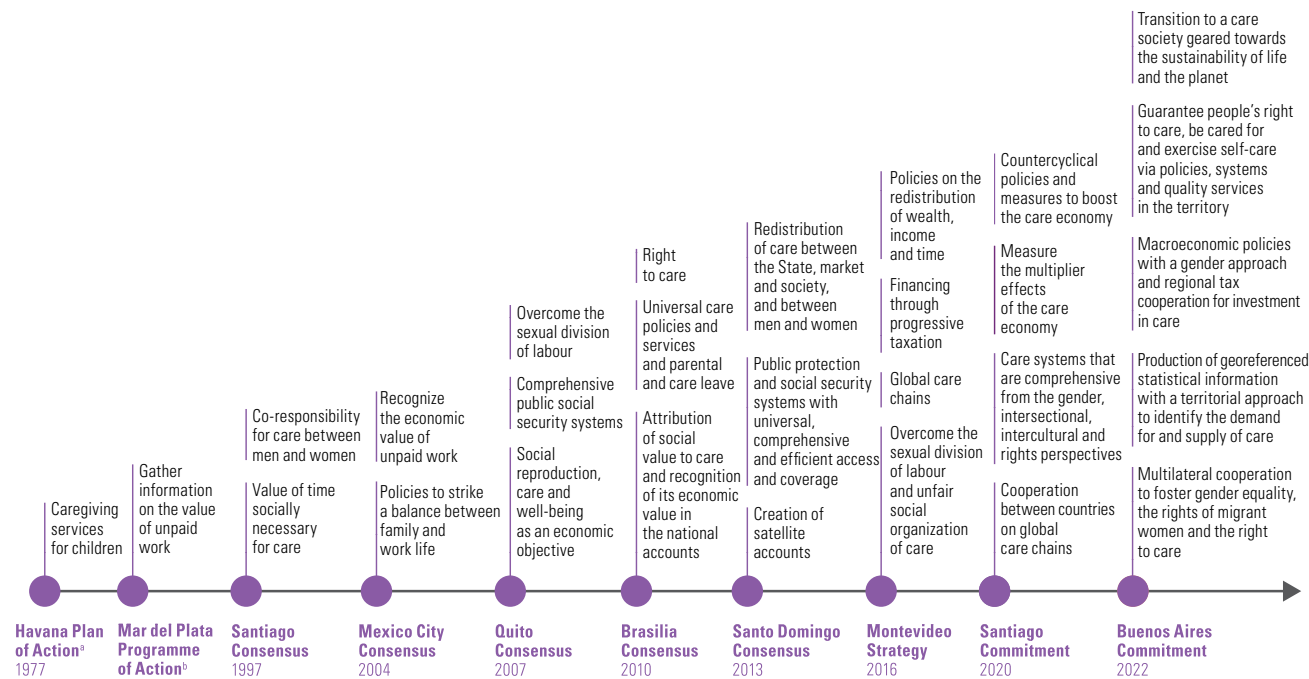 Caregiving
services
for children
Havana Plan
of Actionᵃ
1977
Gather
information
on the value
of unpaid
work
Mar del Plata
Programme
of Actionᵇ
Co-responsibility
for care between
men and women
Value of time
socially
necessary
for care
Santiago
Consensus
1997
Recognize
the economic
value of
unpaid work
Policies to strike
a balance between
family and
work life
Mexico City
Consensus
2004
Overcome the
sexual division
of labour
Comprehensive
public social
security systems
Social
reproduction,
care and
well-being
as an economic
objective
Quito
Consensus
2007
Right
to care
Universal care
policies and
services
and parental
and care leave
Attribution
of social
value to care
and recognition
of its economic
value in
the national
accounts
Brasilia
Consensus
2010
Redistribution
of care between
the State, market
and society,
and between
men and women
Public protection
and social security
systems with
universal,
comprehensive
and efficient access
and coverage
Creation of
satellite
accounts
Santo Domingo
Consensus
2013
Policies on the
redistribution
of wealth,
income
and time
Financing
through
progressive
taxation
Global care
chains
Overcome the
sexual division
of labour
and unfair
social
organization
of care
Montevideo
Strategy
2016
Countercyclical
policies and
measures to boost
the care economy
Measure
the multiplier
effects
of the care
economy
Care systems that
are comprehensive
from the gender,
intersectional,
intercultural and
rights perspectives
Cooperation
between countries
on global
care chains
Santiago
Commitment
2020
Transition to a care
society geared towards
the sustainability of life
and the planet
Guarantee people's right
to care, be cared for
and exercise self-care
via policies, systems
and quality services
in the territory
Macroeconomic policies
with a gender approach
and regional tax
cooperation for investment
in care
Production of georeferenced
statistical information
with a territorial approach
to identify the demand
for and supply of care
Multilateral cooperation
to foster gender equality,
the rights of migrant
women and the right
to care
Buenos Aires
Commitment
2022